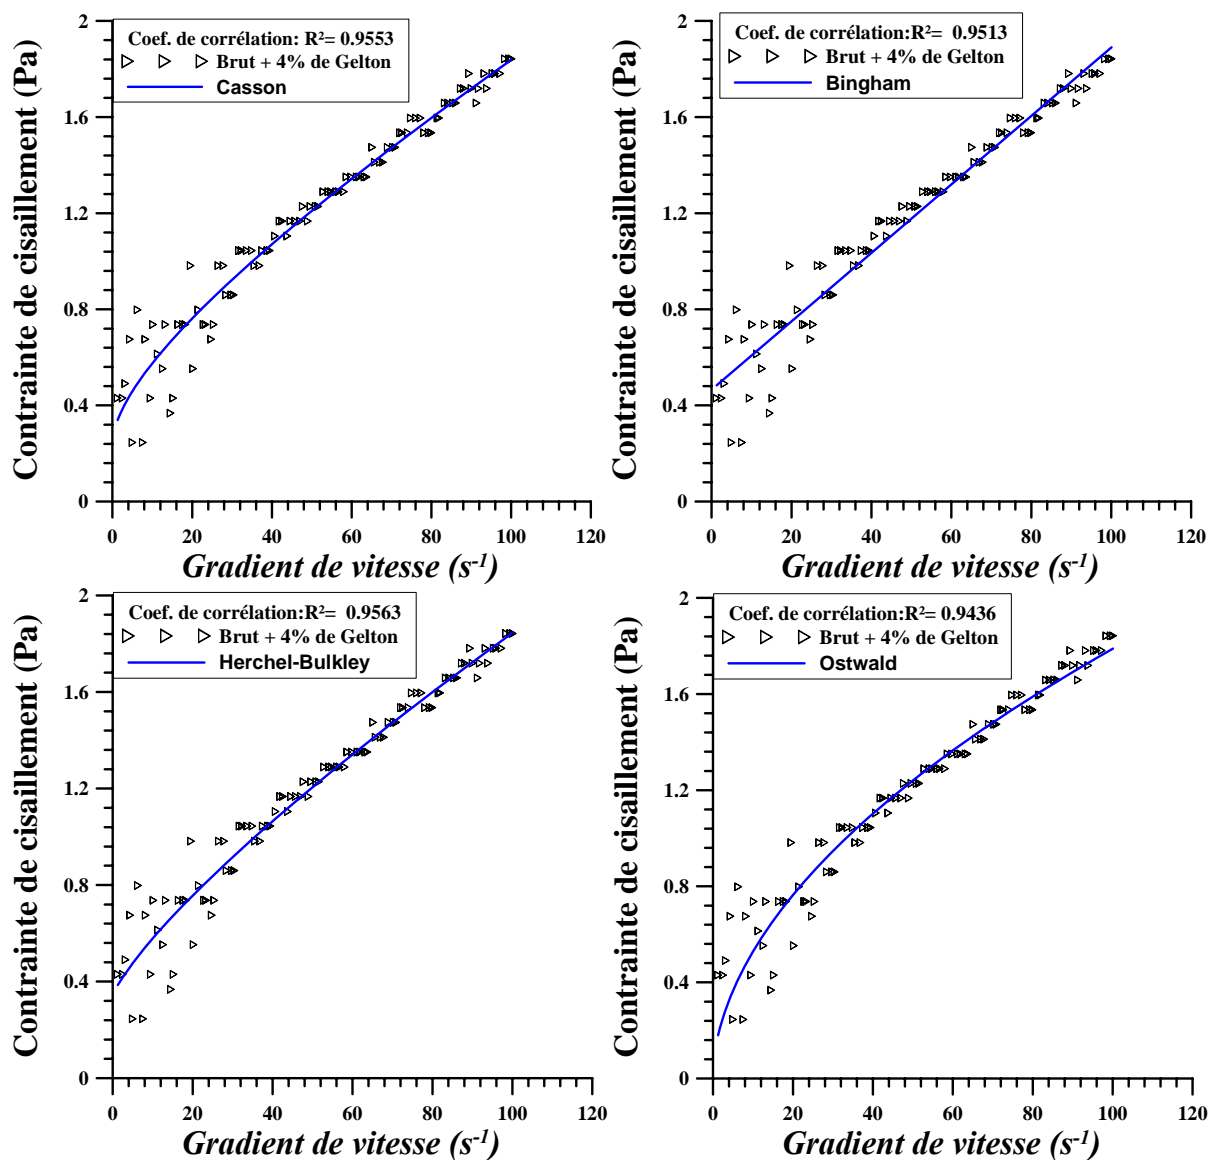 Coef. de corrélation: R²= 0.9553
Brut + 4% de Gelton
Casson
Contrainte de cisaillement (Pa)
2
1.6
1.2
0.8
0.4
0
0 20 40 60 80 100 120
Gradient de vitesse (s-1)
Coef. de corrélation:R²= 0.9513
Brut + 4% de Gelton
Bingham
Contrainte de cisaillement (Pa)
2
1.6
1.2
0.8
0.4
0
0 20 40 60 80 100 120
Gradient de vitesse (s-1)
Coef. de corrélation:R²= 0.9563
Brut + 4% de Gelton
Herchel-Bulkley
Contrainte de cisaillement (Pa)
2
1.6
1.2
0.8
0.4
0
0 20 40 60 80 100 120
Gradient de vitesse (s-1)
Coef. de corrélation:R²= 0.9436
Brut + 4% de Gelton
Ostwald
Contrainte de cisaillement (Pa)
2
1.6
1.2
0.8
0.4
0
0 20 40 60 80 100 120
Gradient de vitesse (s-1)